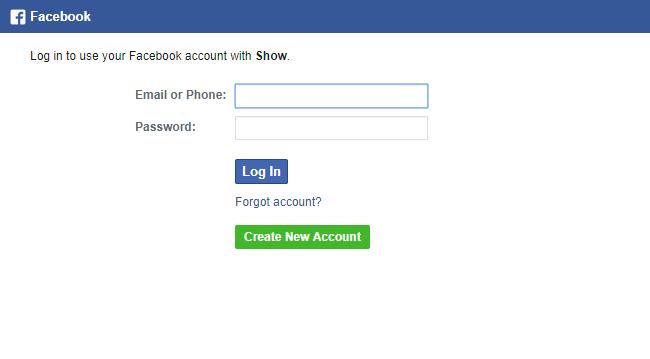 Facebook
Log in to use your Facebook account with Show.
Email or Phone:
Password:
Log In
Forgot account?
Create New Account